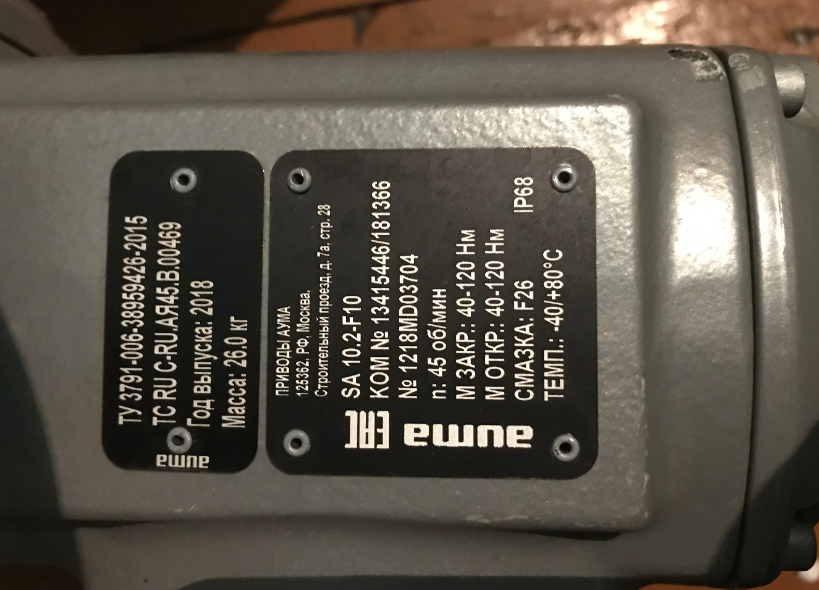 ТУ 3791-006-38959426-2015
ТС RU C-RU.АЯ45.В.00469
Год выпуска: 2018
Масса: 26.0 кг
auma
ПРИВОДЫ АУМА
125362. РФ, Москва.
Строительный проезд, д. 7а, стр. 28
SA 10.2-F10
КОМ № 13415446/181366
№ 1218MD03704
n: 45 об/мин
М ЗАКР.: 40-120 Нм
М ОТКР.: 40-120 Нм
СМАЗКА: F26 IP68
ТЕМП.: -40/+80°C
EAC auma